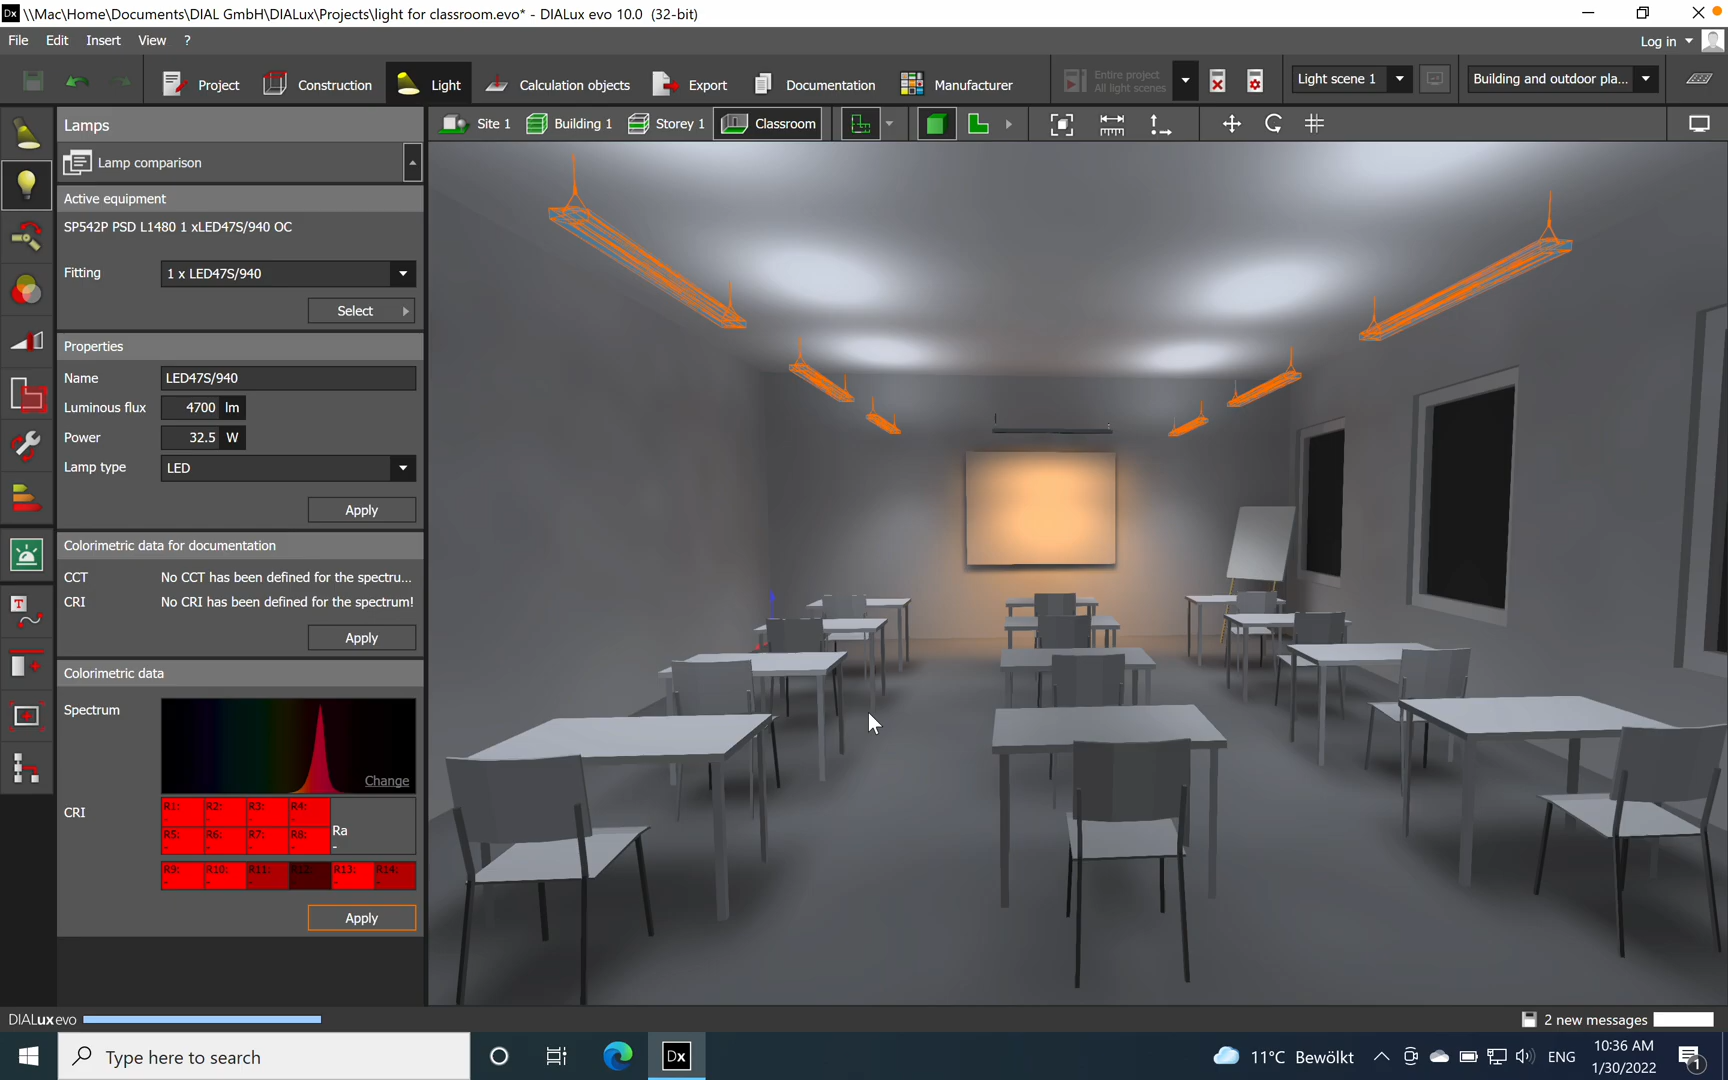 Dx \\Mac\Home\Documents\DIAL GmbH\DIALux\Projects\light for classroom.evo* - DIALux evo 10.0 (32-bit)
File Edit Insert View ?
Log in
Project Construction Light Calculation objects Export Documentation Manufacturer
Entire project
All light scenes
Light scene 1
Building and outdoor pla...
Site 1 Building 1 Storey 1 Classroom
Lamps
Lamp comparison
Active equipment
SP542P PSD L1480 1 xLED47S/940 OC
Fitting 1 x LED47S/940
Select
Properties
Name LED47S/940
Luminous flux 4700 lm
Power 32.5 W
Lamp type LED
Apply
Colorimetric data for documentation
CCT No CCT has been defined for the spectru...
CRI No CRI has been defined for the spectrum!
Apply
Colorimetric data
Spectrum
Change
CRI
R1: R2: R3: R4:
- - - -
R5: R6: R7: R8:
- - - -
Ra
-
R9: R10: R11: R12: R13: R14:
- - - - - -
Apply
DIALux evo
2 new messages
Type here to search
Dx
11°C Bewölkt
ENG
10:36 AM
1/30/2022
1